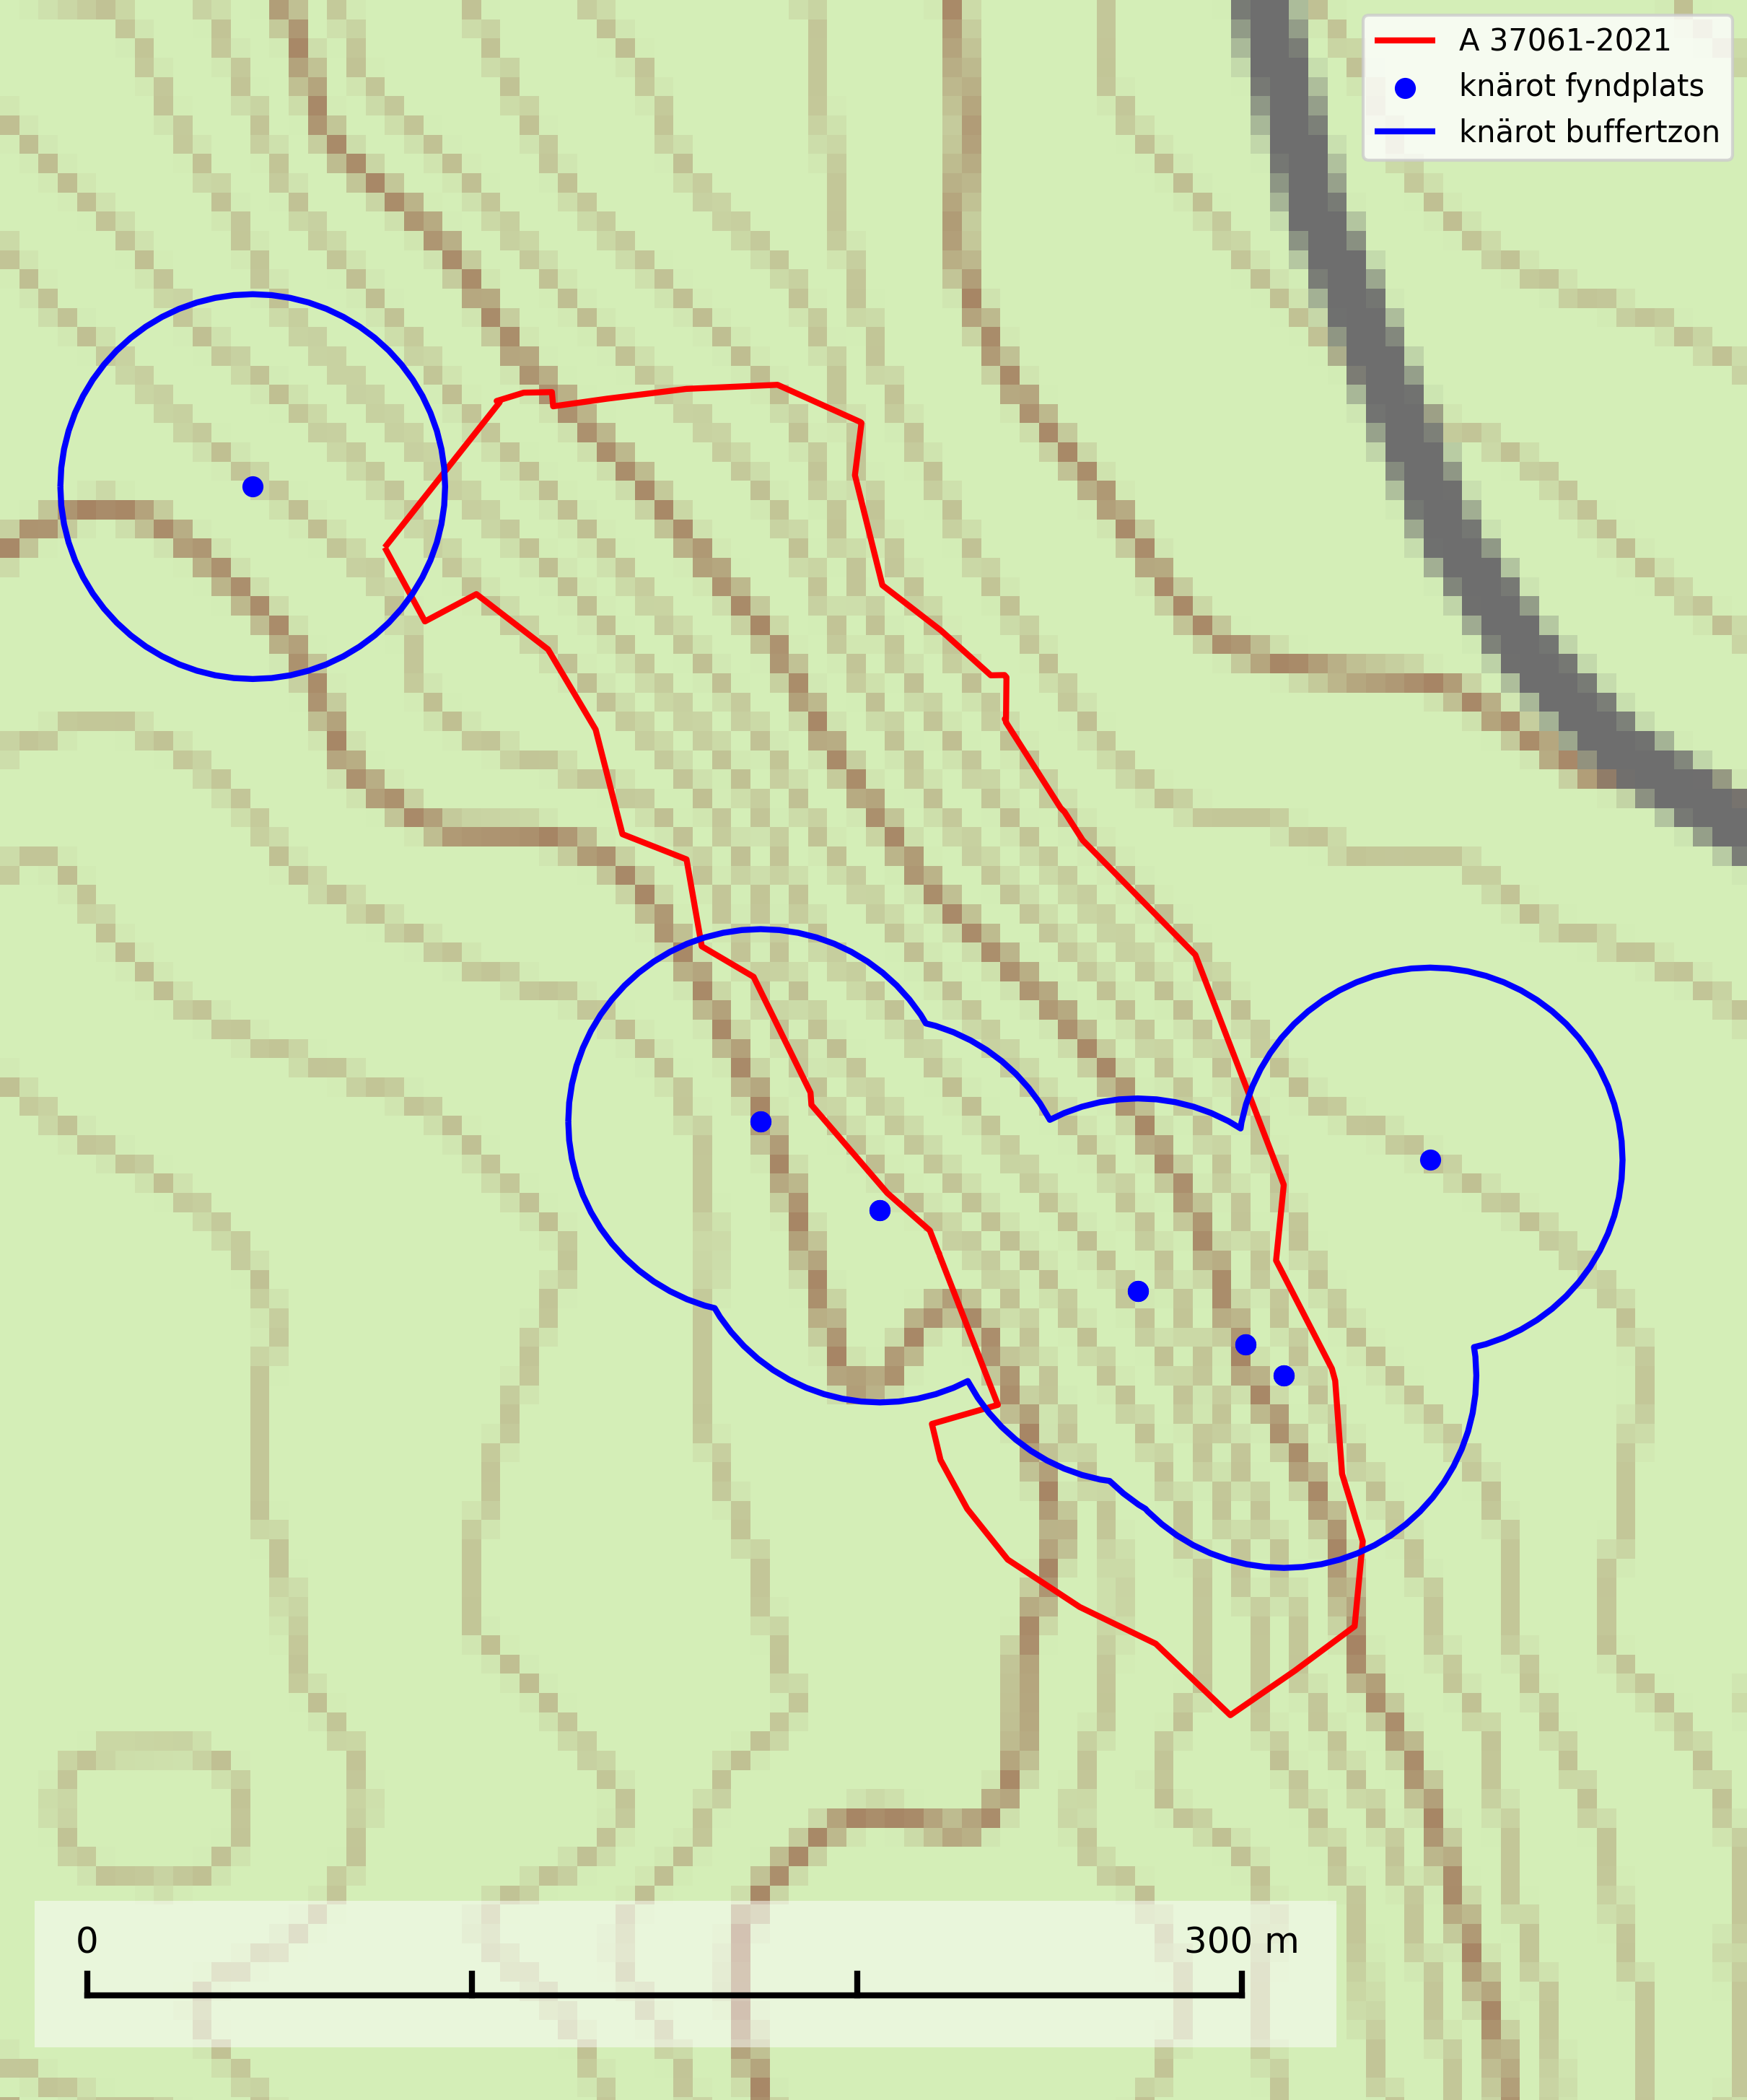 A 37061-2021
knärot fyndplats
knärot buffertzon
0 300 m